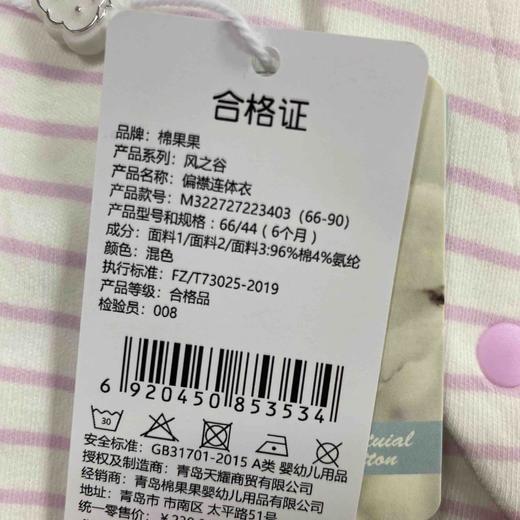 合格证
品牌：棉果果
产品系列：风之谷
产品名称：偏襟连体衣
产品款号：M322727223403（66-90）
产品型号和规格：66/44（6个月）
成分：面料1/面料2/面料3:96%棉4%氨纶
颜色：混色
执行标准：FZ/T73025-2019
产品等级：合格品
检验员：008
6 920450 853534
30
安全标准：GB31701-2015 A类 婴幼儿用品
授权及制造商：青岛天耀商贸有限公司
经销商：青岛棉果果婴幼儿用品有限公司
地址：青岛市 市南区 太平路51号
统一零售价：￥